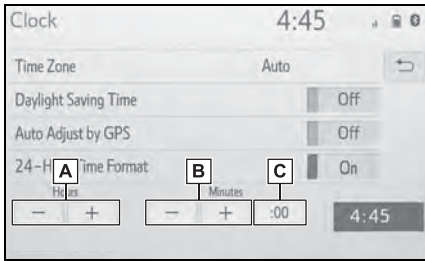 Clock 4:45
Time Zone Auto
Daylight Saving Time Off
Auto Adjust by GPS Off
24-H Time Format On
A B C
Minutes
− + − + :00 4:45